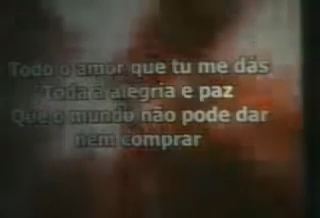 Todo o amor que tu me dás
Toda a alegria e paz
Que o mundo não pode dar
nem comprar